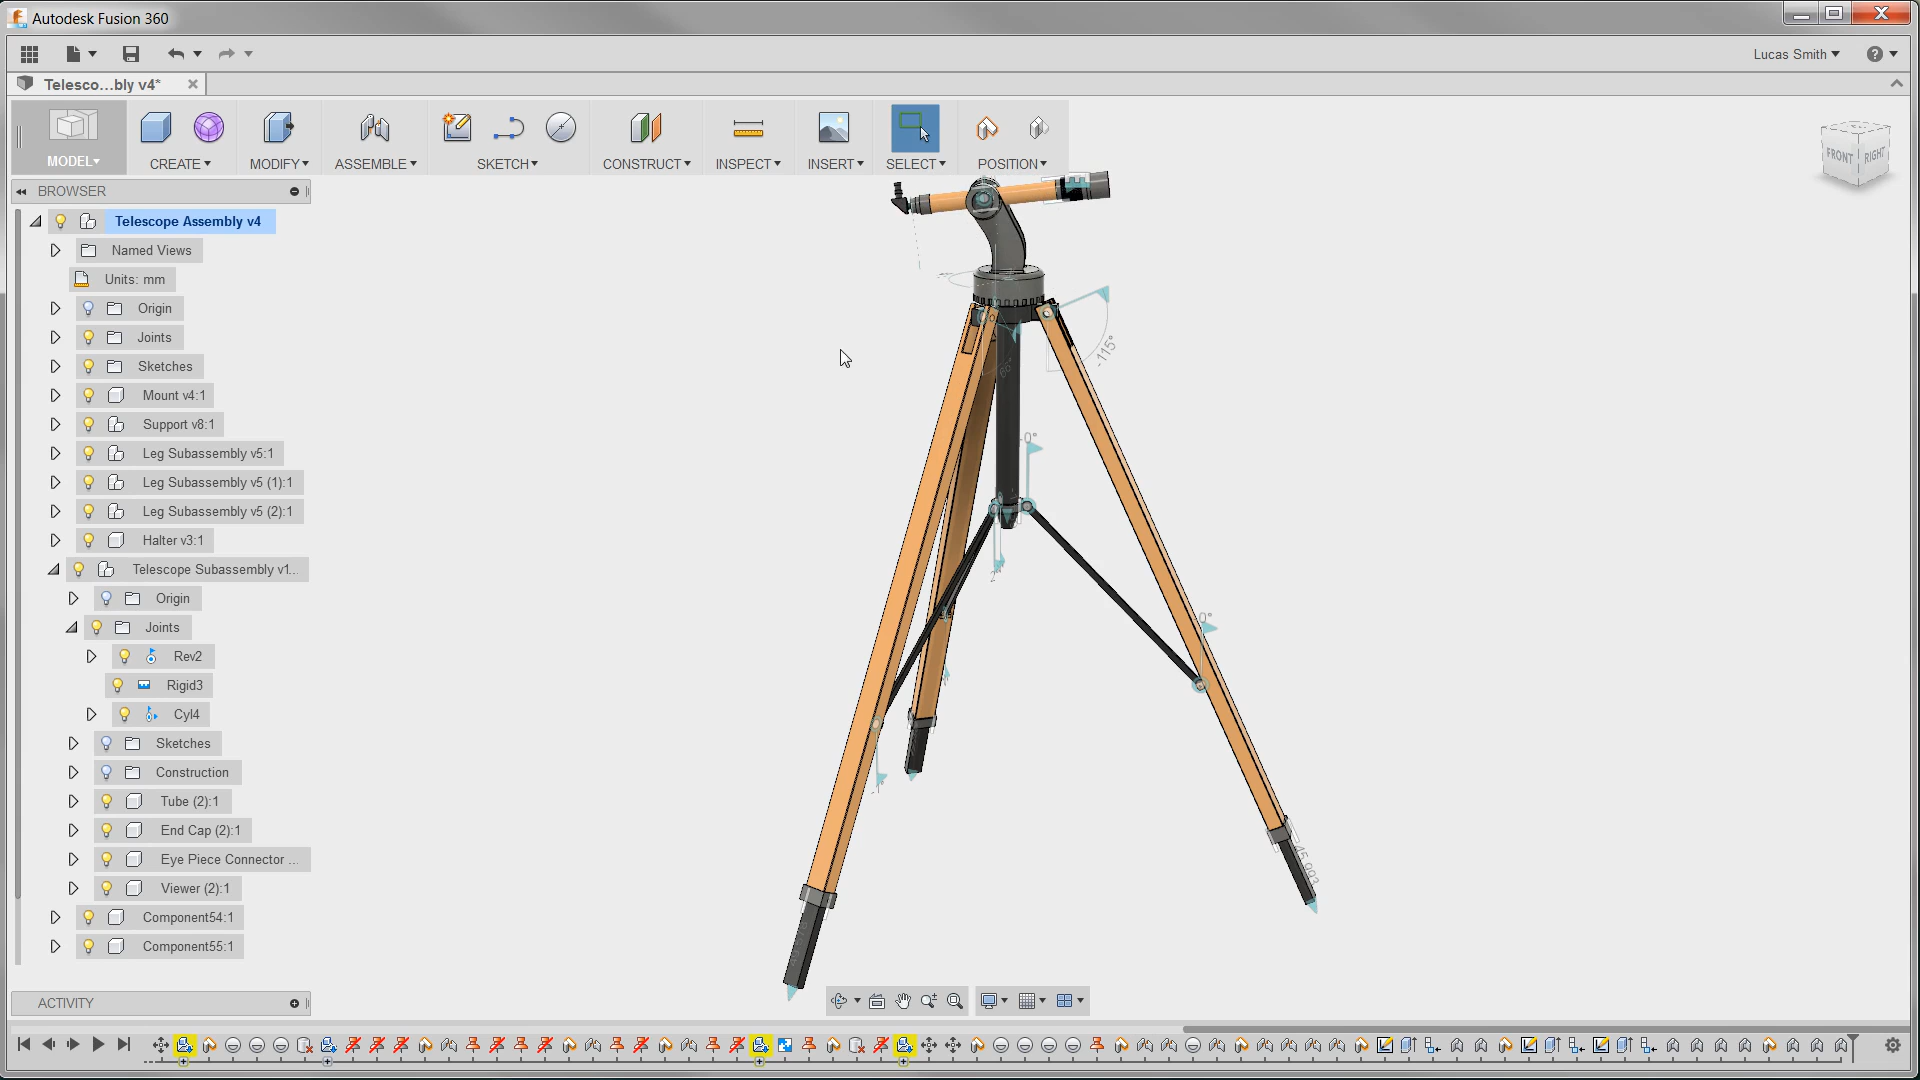 Autodesk Fusion 360
Lucas Smith
Telesco...bly v4*
MODEL
CREATE
MODIFY
ASSEMBLE
SKETCH
CONSTRUCT
INSPECT
INSERT
SELECT
POSITION
FRONT
RIGHT
BROWSER
Telescope Assembly v4
Named Views
Units: mm
Origin
Joints
Sketches
Mount v4:1
Support v8:1
Leg Subassembly v5:1
Leg Subassembly v5 (1):1
Leg Subassembly v5 (2):1
Halter v3:1
Telescope Subassembly v1...
Origin
Joints
Rev2
Rigid3
Cyl4
Sketches
Construction
Tube (2):1
End Cap (2):1
Eye Piece Connector ...
Viewer (2):1
Component54:1
Component55:1
-115°
66°
0°
0°
ACTIVITY